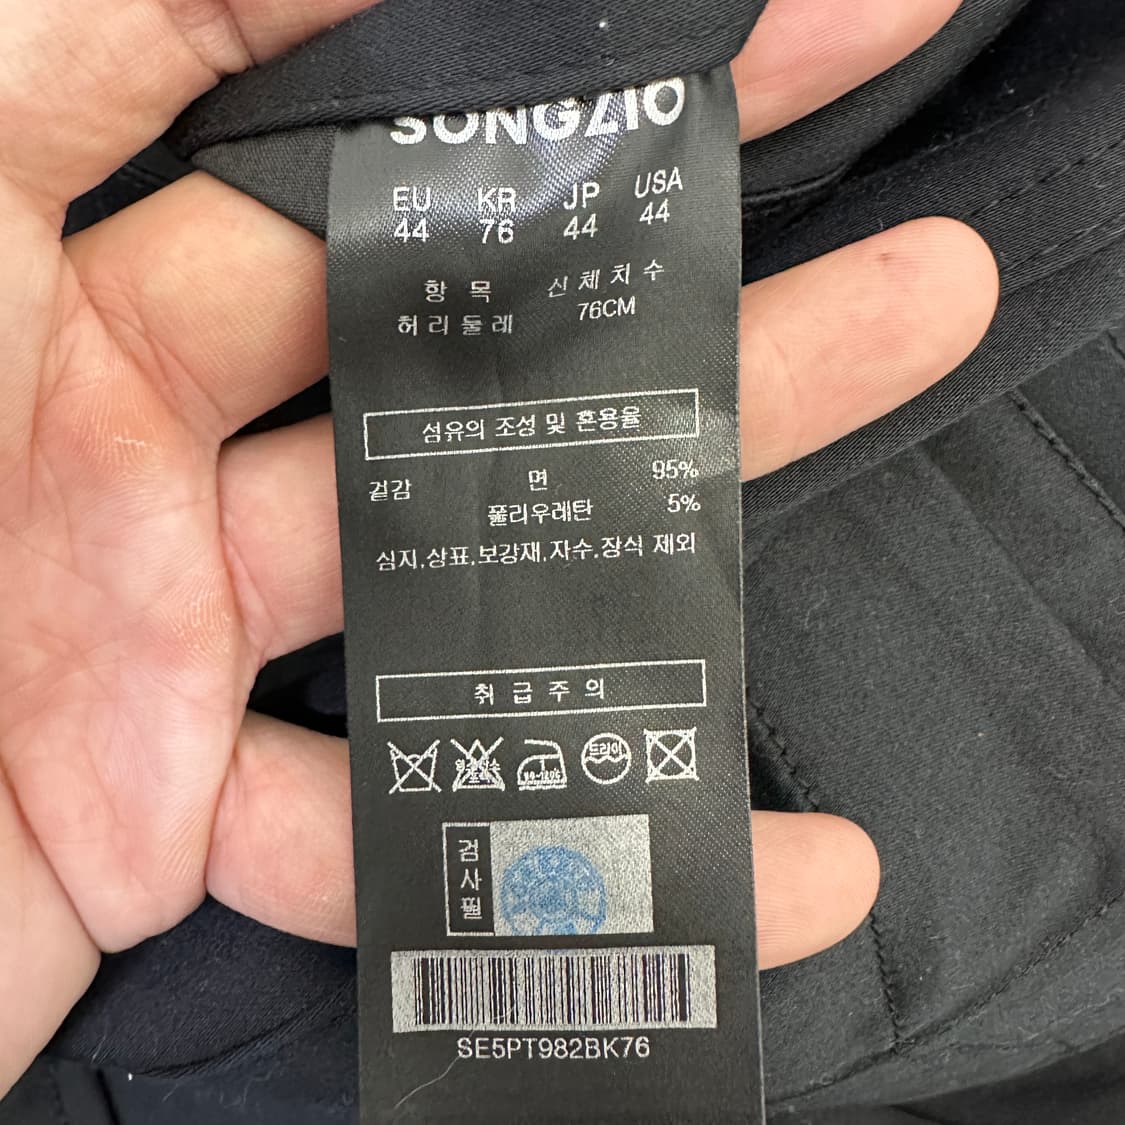 SONGZIO
EU KR JP USA
44 76 44 44
항목 신체치수
허리둘레 76CM
섬유의 조성 및 혼용율
겉감 면 95%
폴리우레탄 5%
심지,상표,보강재,자수,장식 제외
취급주의
드라이
검사필
SE5PT982BK76